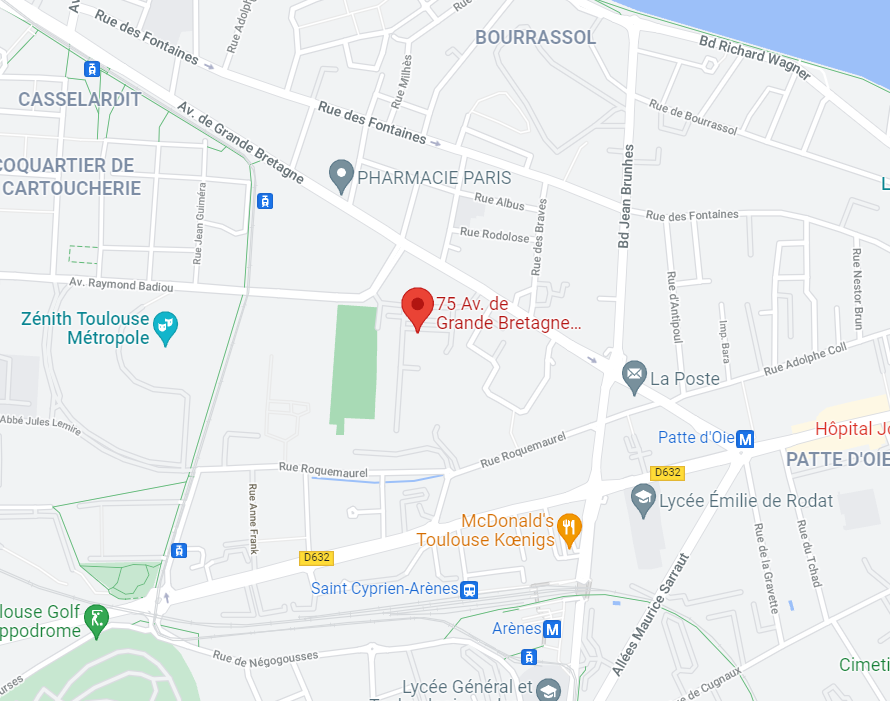 Rue Adolphe
Rue des Fontaines
BOURRASSOL
Bd Richard Wagner
CASSELARDIT
Av. de Grande Bretagne
Rue Milhès
Rue des Fontaines
Rue de Bourrassol
COQUARTIER DE
CARTOUCHERIE
PHARMACIE PARIS
Bd Jean Brunhes
Rue Jean Guiméra
Rue Albus
Rue des Braves
Rue des Fontaines
Rue Rodolose
Av. Raymond Badiou
Rue d'Antipoul
Rue Nestor Brun
75 Av. de
Grande Bretagne...
Zénith Toulouse
Métropole
Imp. Bara
La Poste
Rue Adolphe Coll
Abbé Jules Lemire
Patte d'Oie
M
Hôpital Jo
PATTE D'OIE
Rue Roquemaurel
Rue Roquemaurel
D632
Rue Anne Frank
Lycée Émilie de Rodat
McDonald's
Toulouse Kœnigs
D632
Rue de la Gravette
Rue du Tchad
Saint Cyprien-Arènes
Allées Maurice Sarraut
louse Golf
ppodrome
Arènes
M
Rue de Négogousses
Cimeti
urses
Lycée Général et
e de Cugnaux